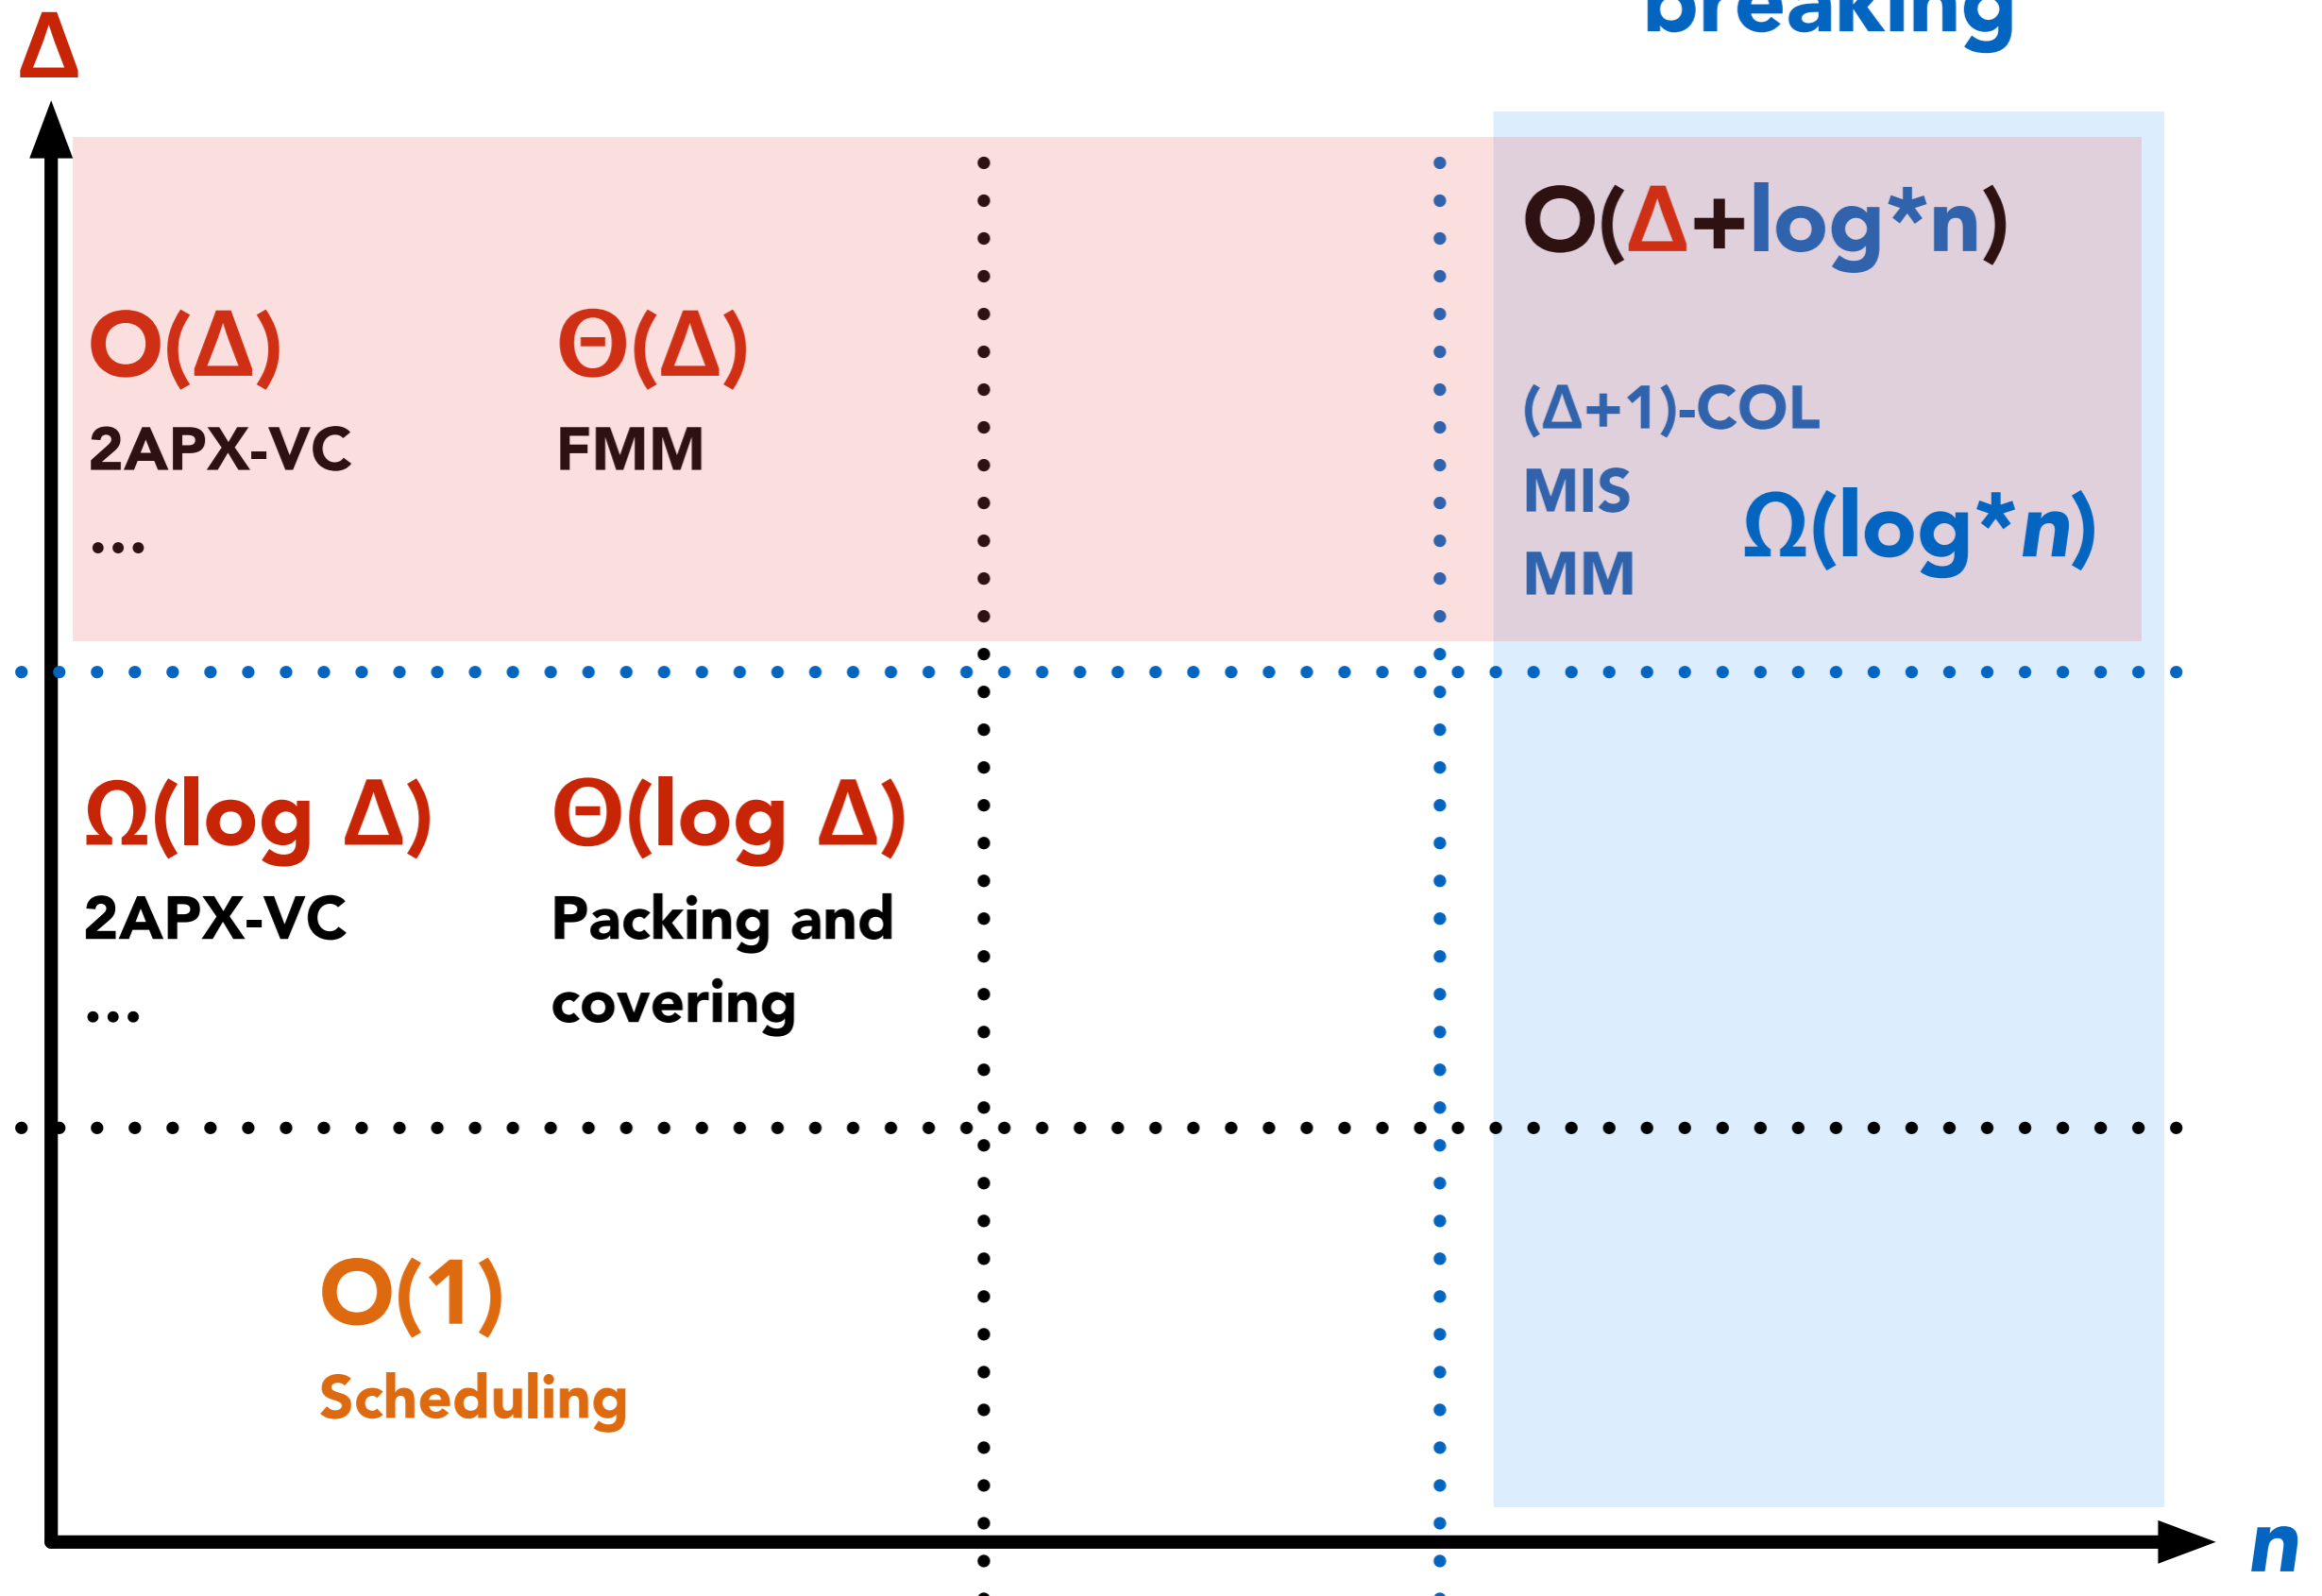 breaking
Δ
O(Δ+log*n)
O(Δ)
Θ(Δ)
2APX-VC
FMM
...
(Δ+1)-COL
MIS
MM
Ω(log*n)
Ω(log Δ)
Θ(log Δ)
2APX-VC
...
Packing and
covering
O(1)
Scheduling
n